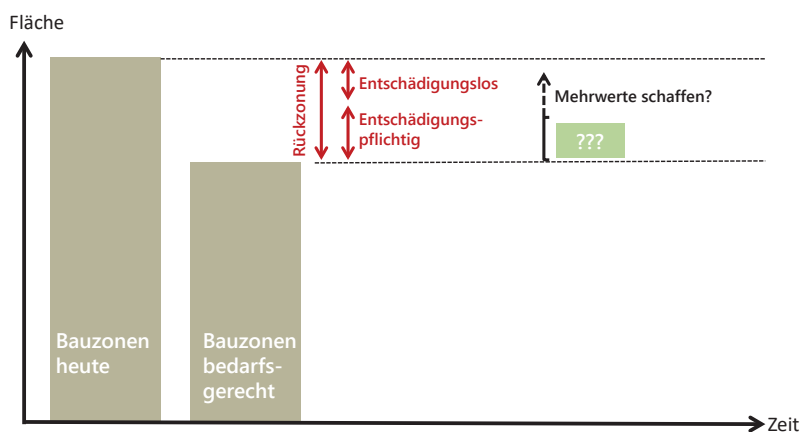 Fläche
Rückzonung
Entschädigungslos
Entschädigungs-
pflichtig
Mehrwerte schaffen?
???
Bauzonen
heute
Bauzonen
bedarfs-
gerecht
Zeit